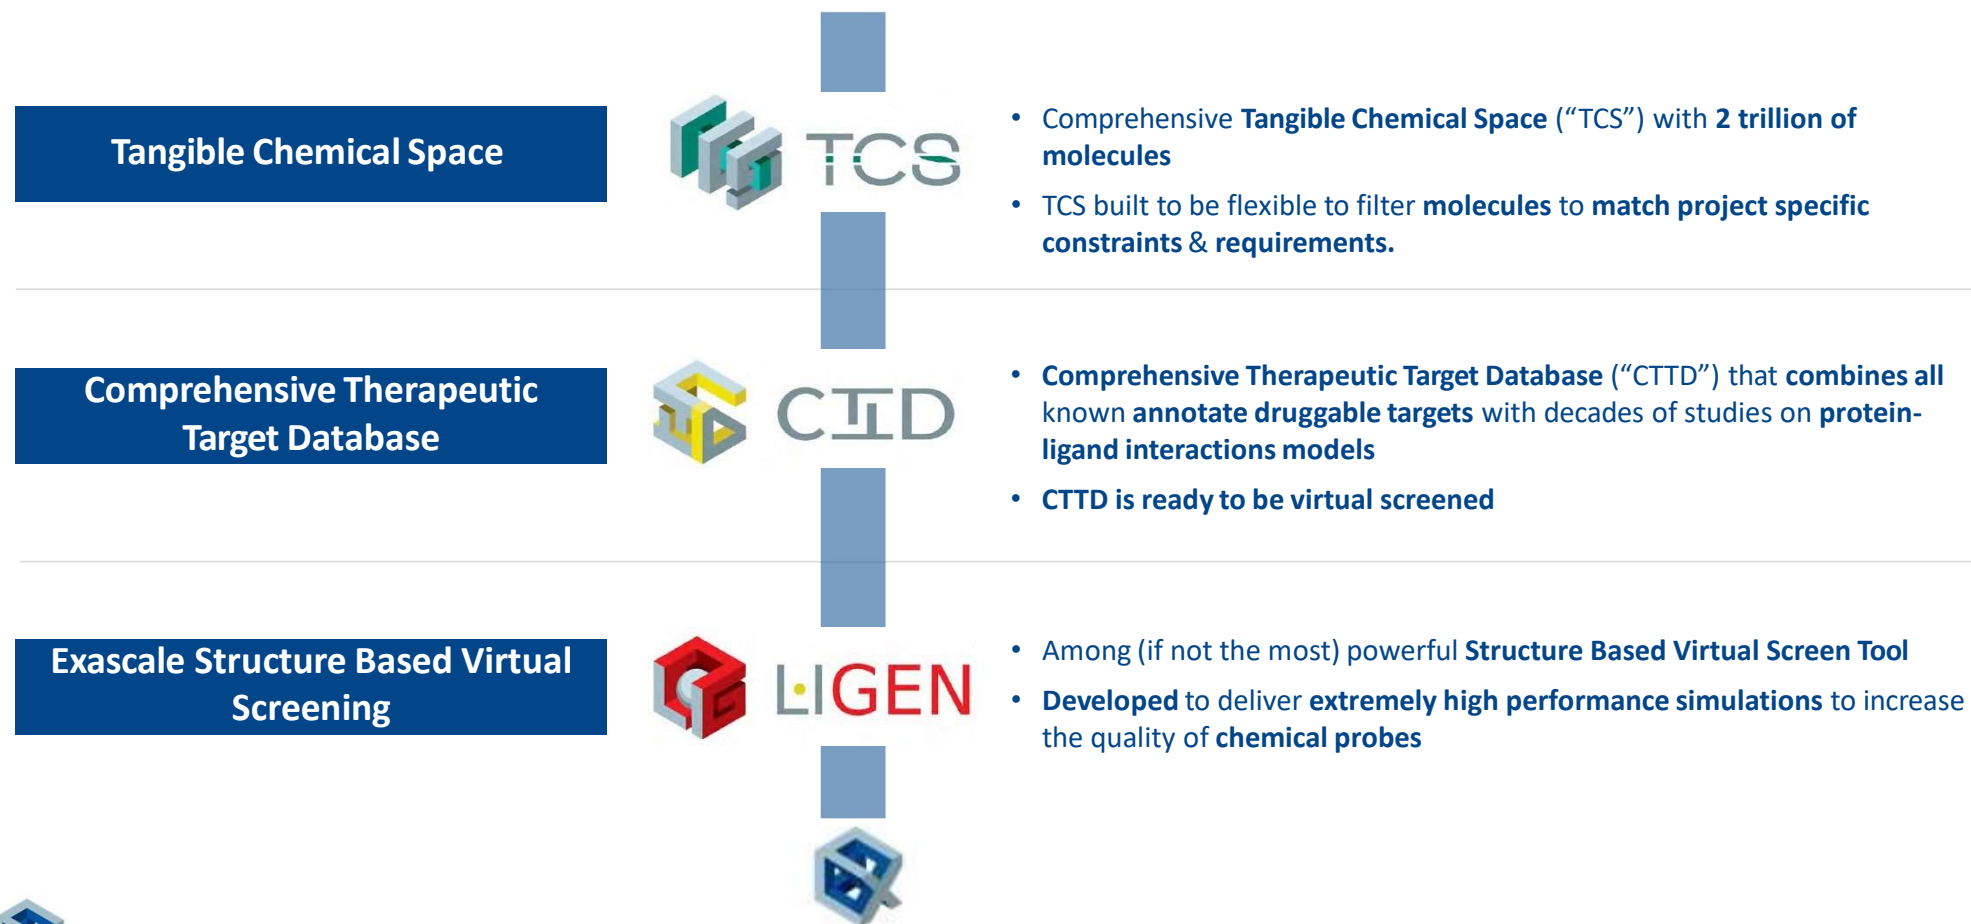 Tangible Chemical Space
TCS
• Comprehensive Tangible Chemical Space (“TCS”) with 2 trillion of
molecules
• TCS built to be flexible to filter molecules to match project specific
constraints & requirements.
Comprehensive Therapeutic
Target Database
CTTD
• Comprehensive Therapeutic Target Database (“CTTD”) that combines all
known annotate druggable targets with decades of studies on protein-
ligand interactions models
• CTTD is ready to be virtual screened
Exascale Structure Based Virtual
Screening
LIGEN
• Among (if not the most) powerful Structure Based Virtual Screen Tool
• Developed to deliver extremely high performance simulations to increase
the quality of chemical probes